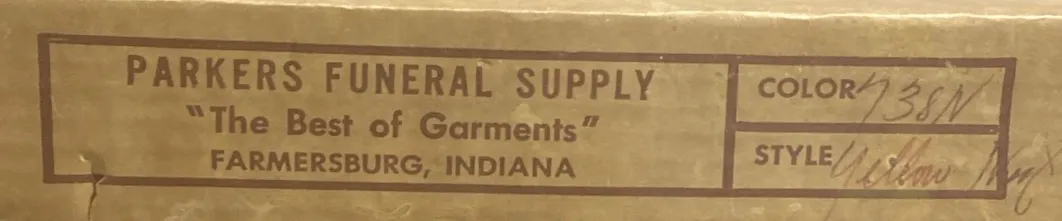 PARKERS FUNERAL SUPPLY
"The Best of Garments"
FARMERSBURG, INDIANA
COLOR 738N
STYLE Yellow